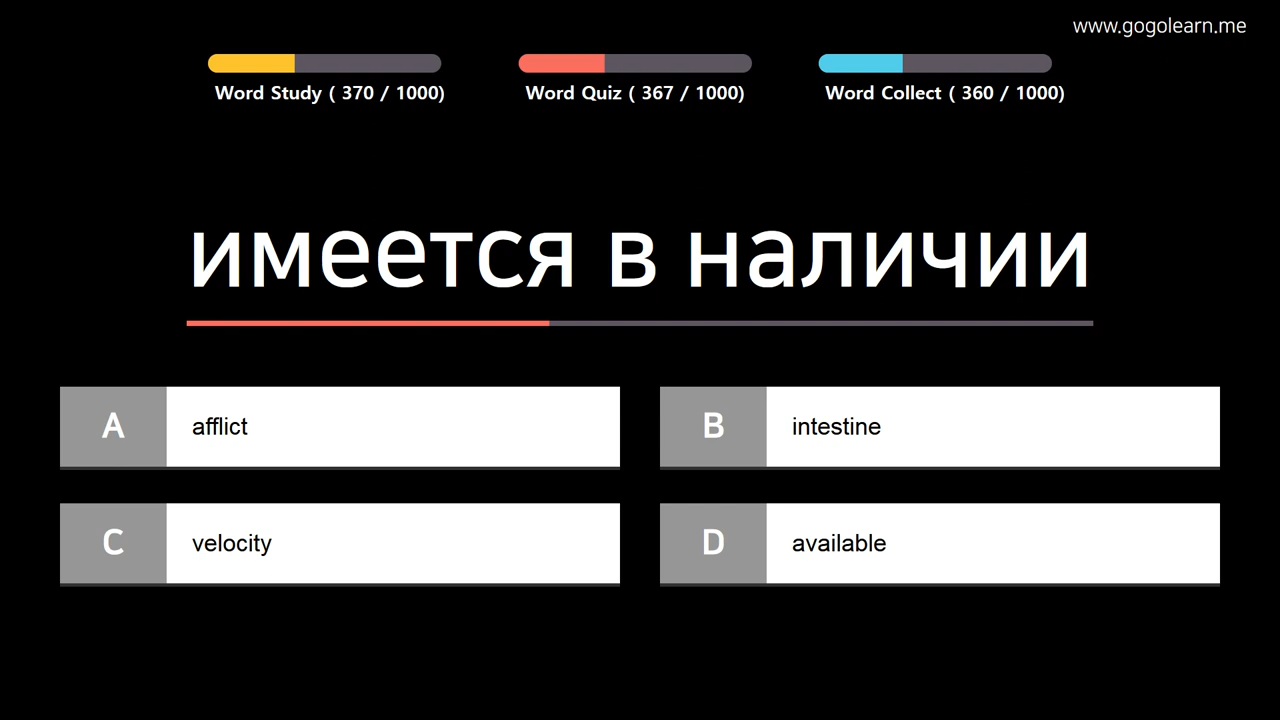 www.gogolearn.me
Word Study ( 370 / 1000)
Word Quiz ( 367 / 1000)
Word Collect ( 360 / 1000)
имеется в наличии
A afflict
B intestine
C velocity
D available